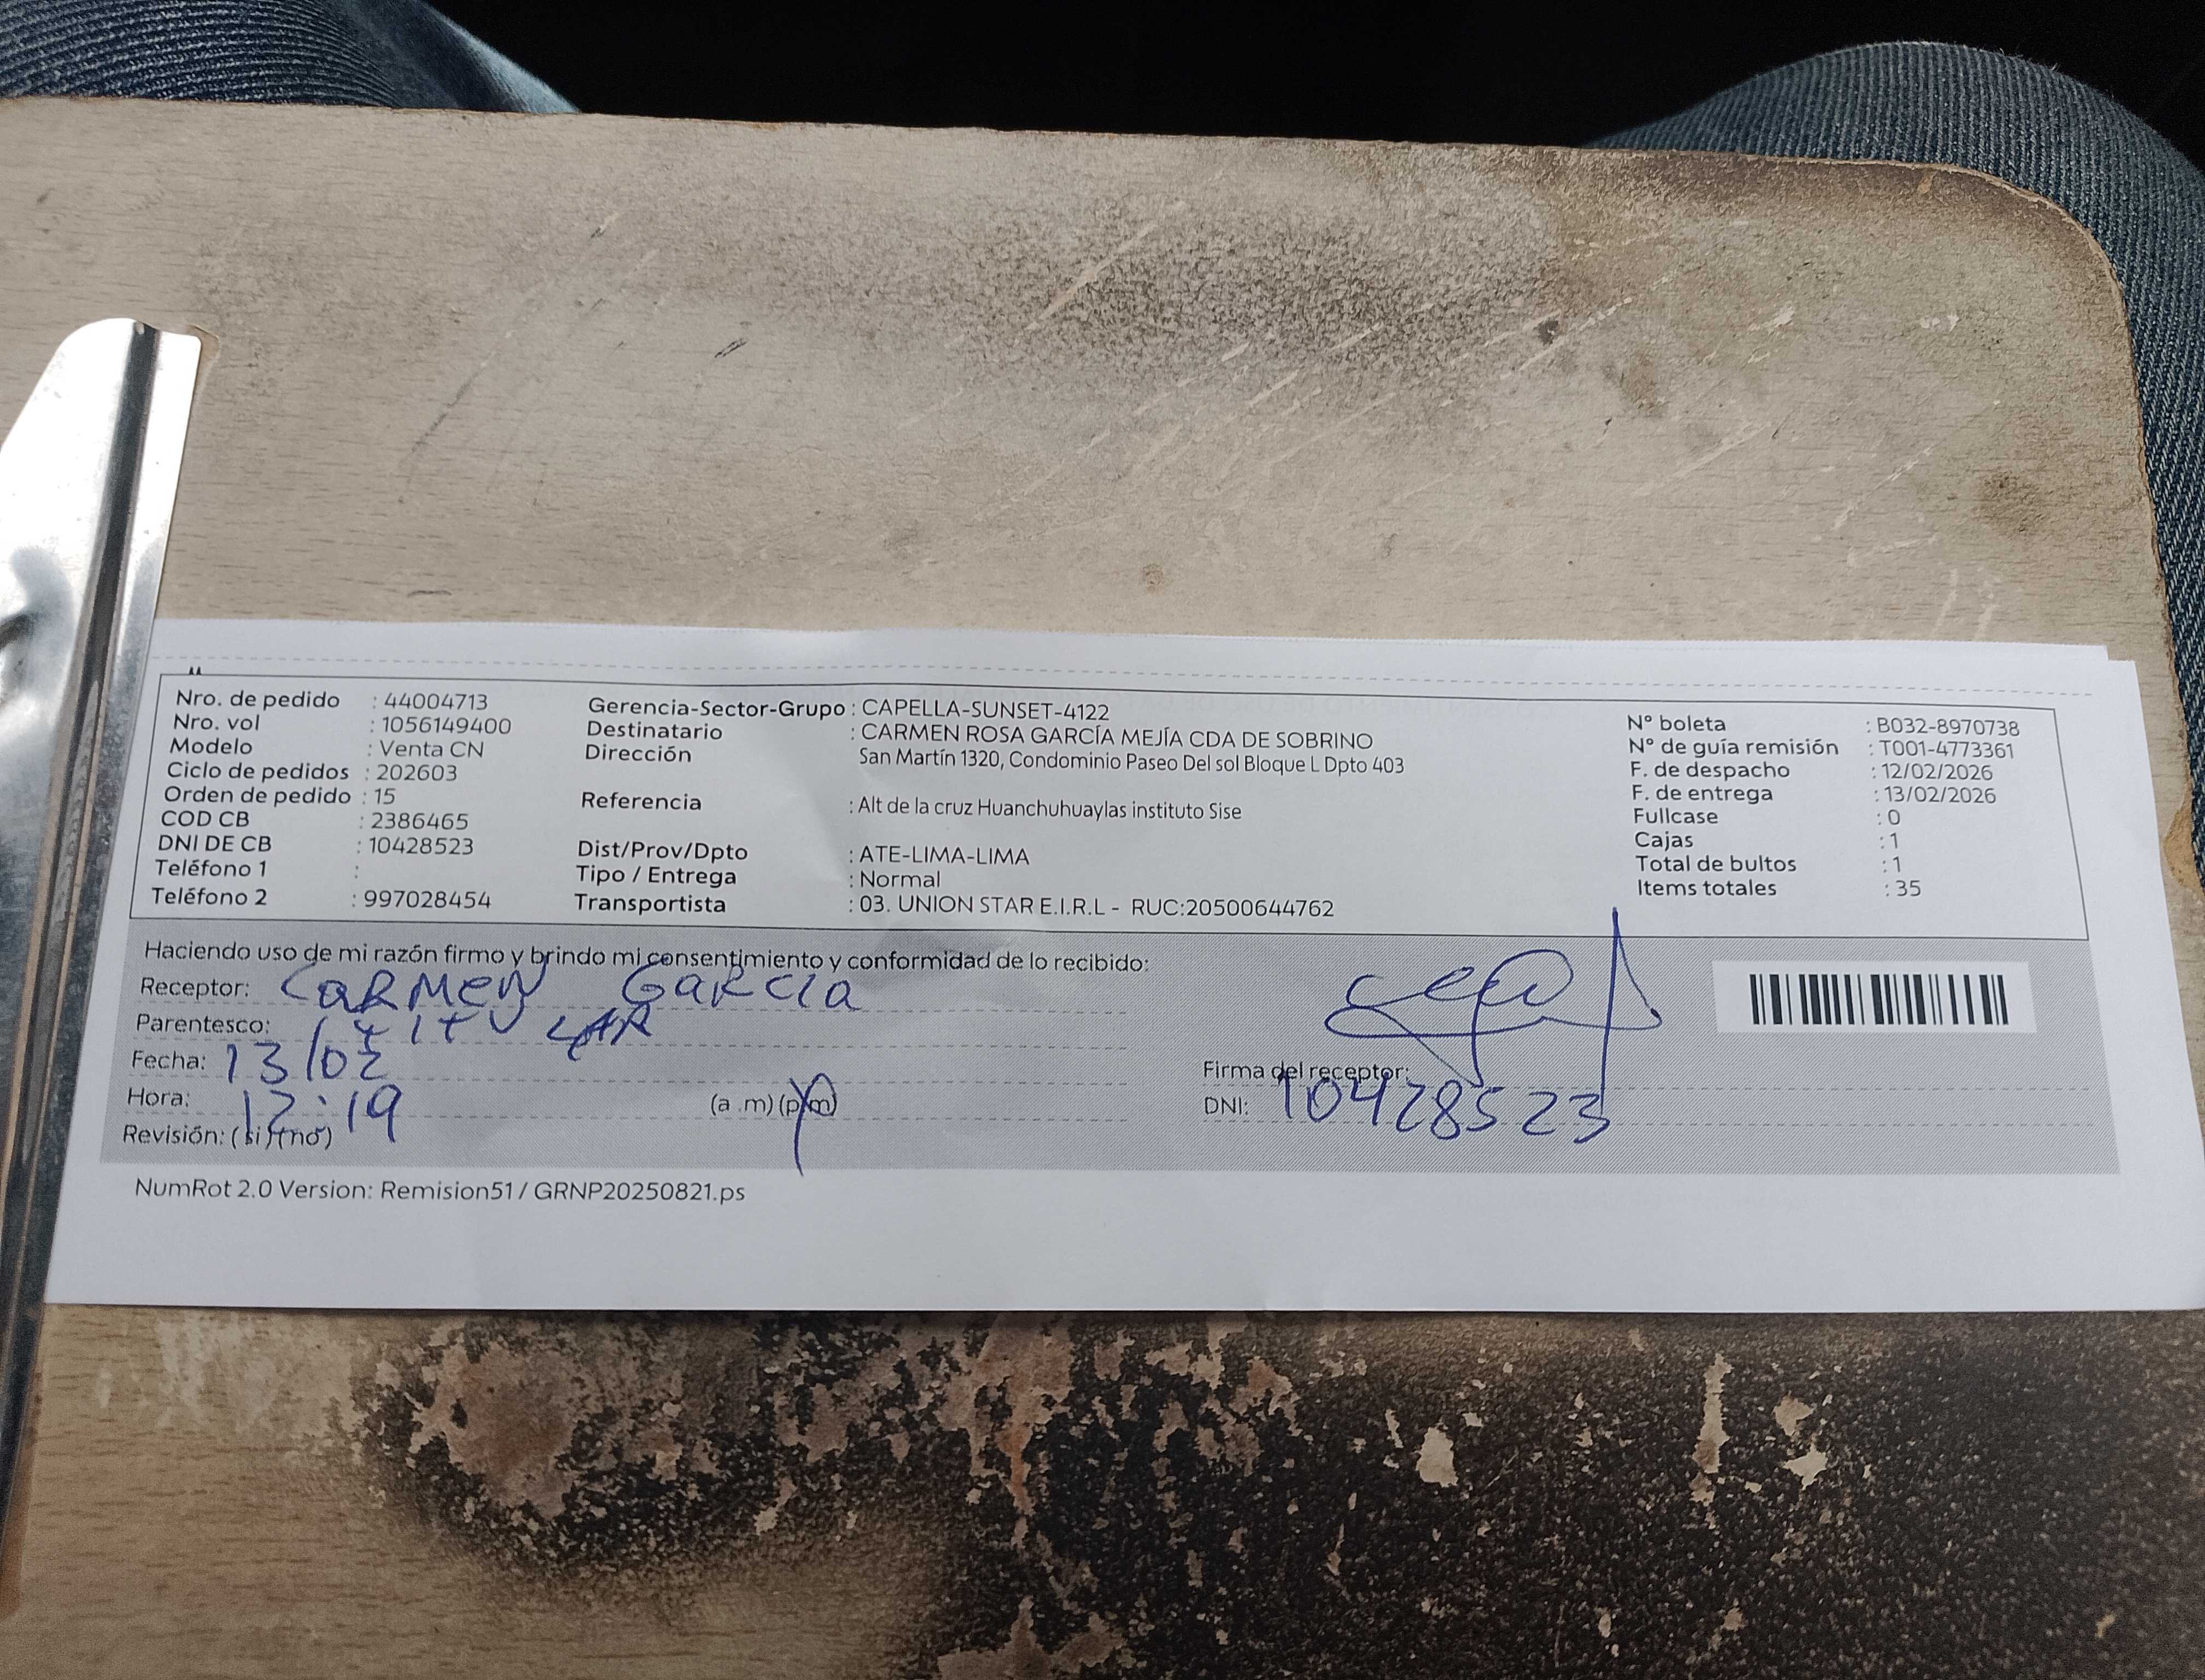 Nro. de pedido : 44004713
Nro. vol : 1056149400
Modelo : Venta CN
Ciclo de pedidos : 202603
Orden de pedido : 15
COD CB : 2386465
DNI DE CB : 10428523
Teléfono 1 :
Teléfono 2 : 997028454
Gerencia-Sector-Grupo : CAPELLA-SUNSET-4122
Destinatario : CARMEN ROSA GARCÍA MEJÍA CDA DE SOBRINO
Dirección San Martín 1320, Condominio Paseo Del sol Bloque L Dpto 403
Referencia : Alt de la cruz Huanchuhuaylas instituto Sise
Dist/Prov/Dpto : ATE-LIMA-LIMA
Tipo / Entrega : Normal
Transportista : 03. UNION STAR E.I.R.L - RUC:20500644762
N° boleta : B032-8970738
N° de guía remisión : T001-4773361
F. de despacho : 12/02/2026
F. de entrega : 13/02/2026
Fullcase : 0
Cajas : 1
Total de bultos : 1
Items totales : 35
Haciendo uso de mi razón firmo y brindo mi consentimiento y conformidad de lo recibido:
Receptor: CARMEN GARCIA
Parentesco: titular
Fecha: 13/02
Hora: 12:19 (a .m) (p.m)
Revisión: (si) (no)
Firma del receptor:
DNI: 10428523
NumRot 2.0 Version: Remision51 / GRNP20250821.ps